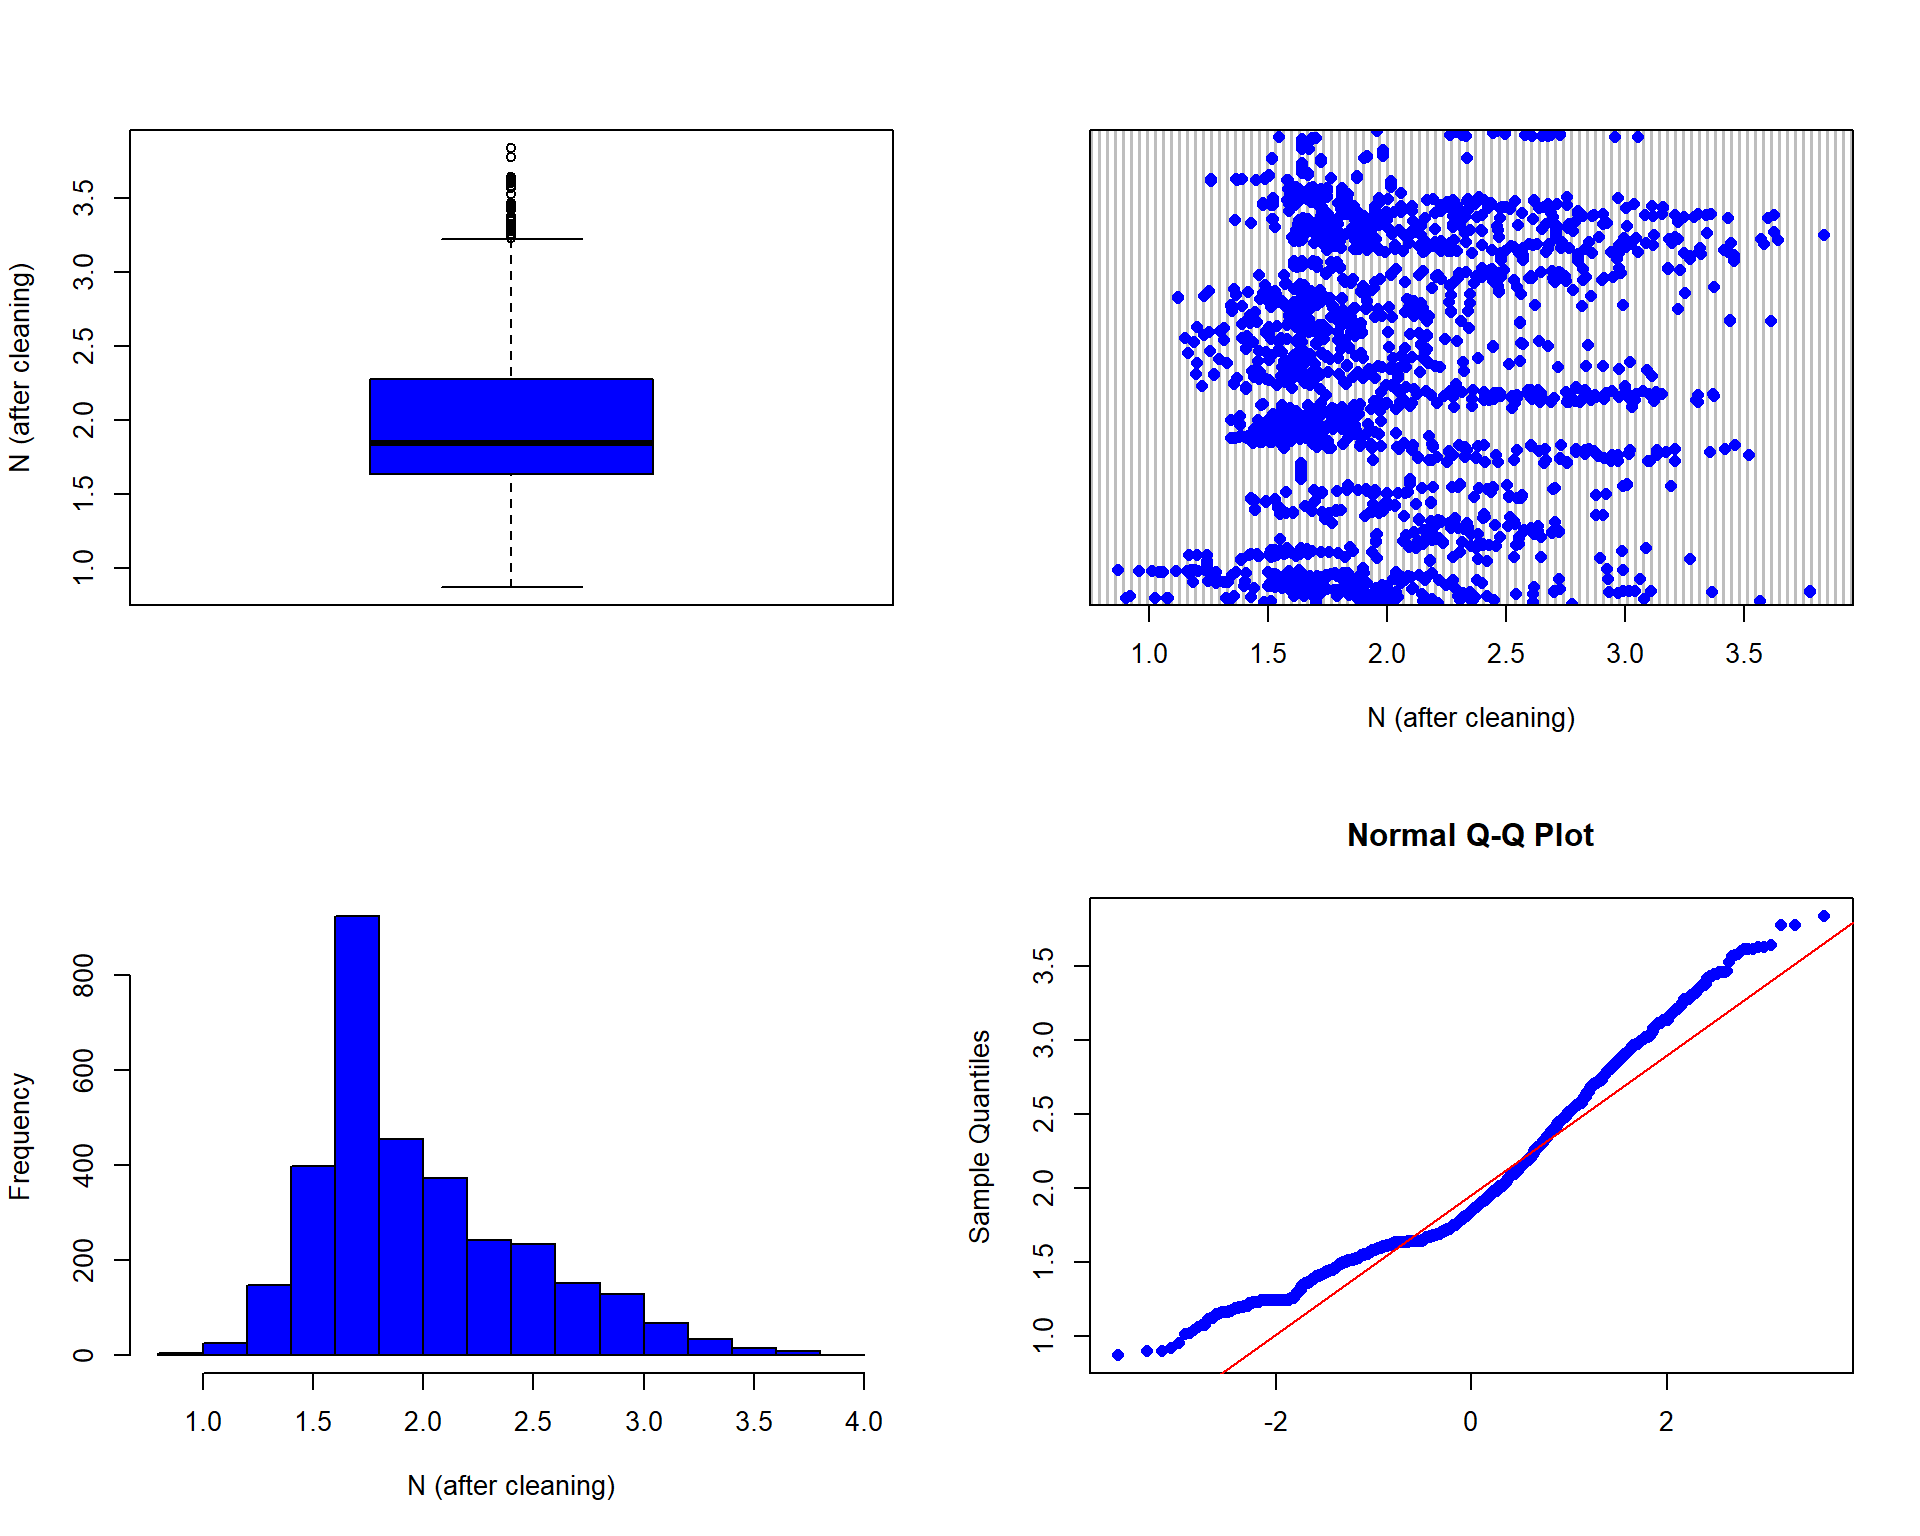 N (after cleaning)
1.0
1.5
2.0
2.5
3.0
3.5
1.0 1.5 2.0 2.5 3.0 3.5
N (after cleaning)
Frequency
0
200
400
600
800
1.0 1.5 2.0 2.5 3.0 3.5 4.0
N (after cleaning)
Normal Q-Q Plot
Sample Quantiles
1.0
1.5
2.0
2.5
3.0
3.5
-2 0 2